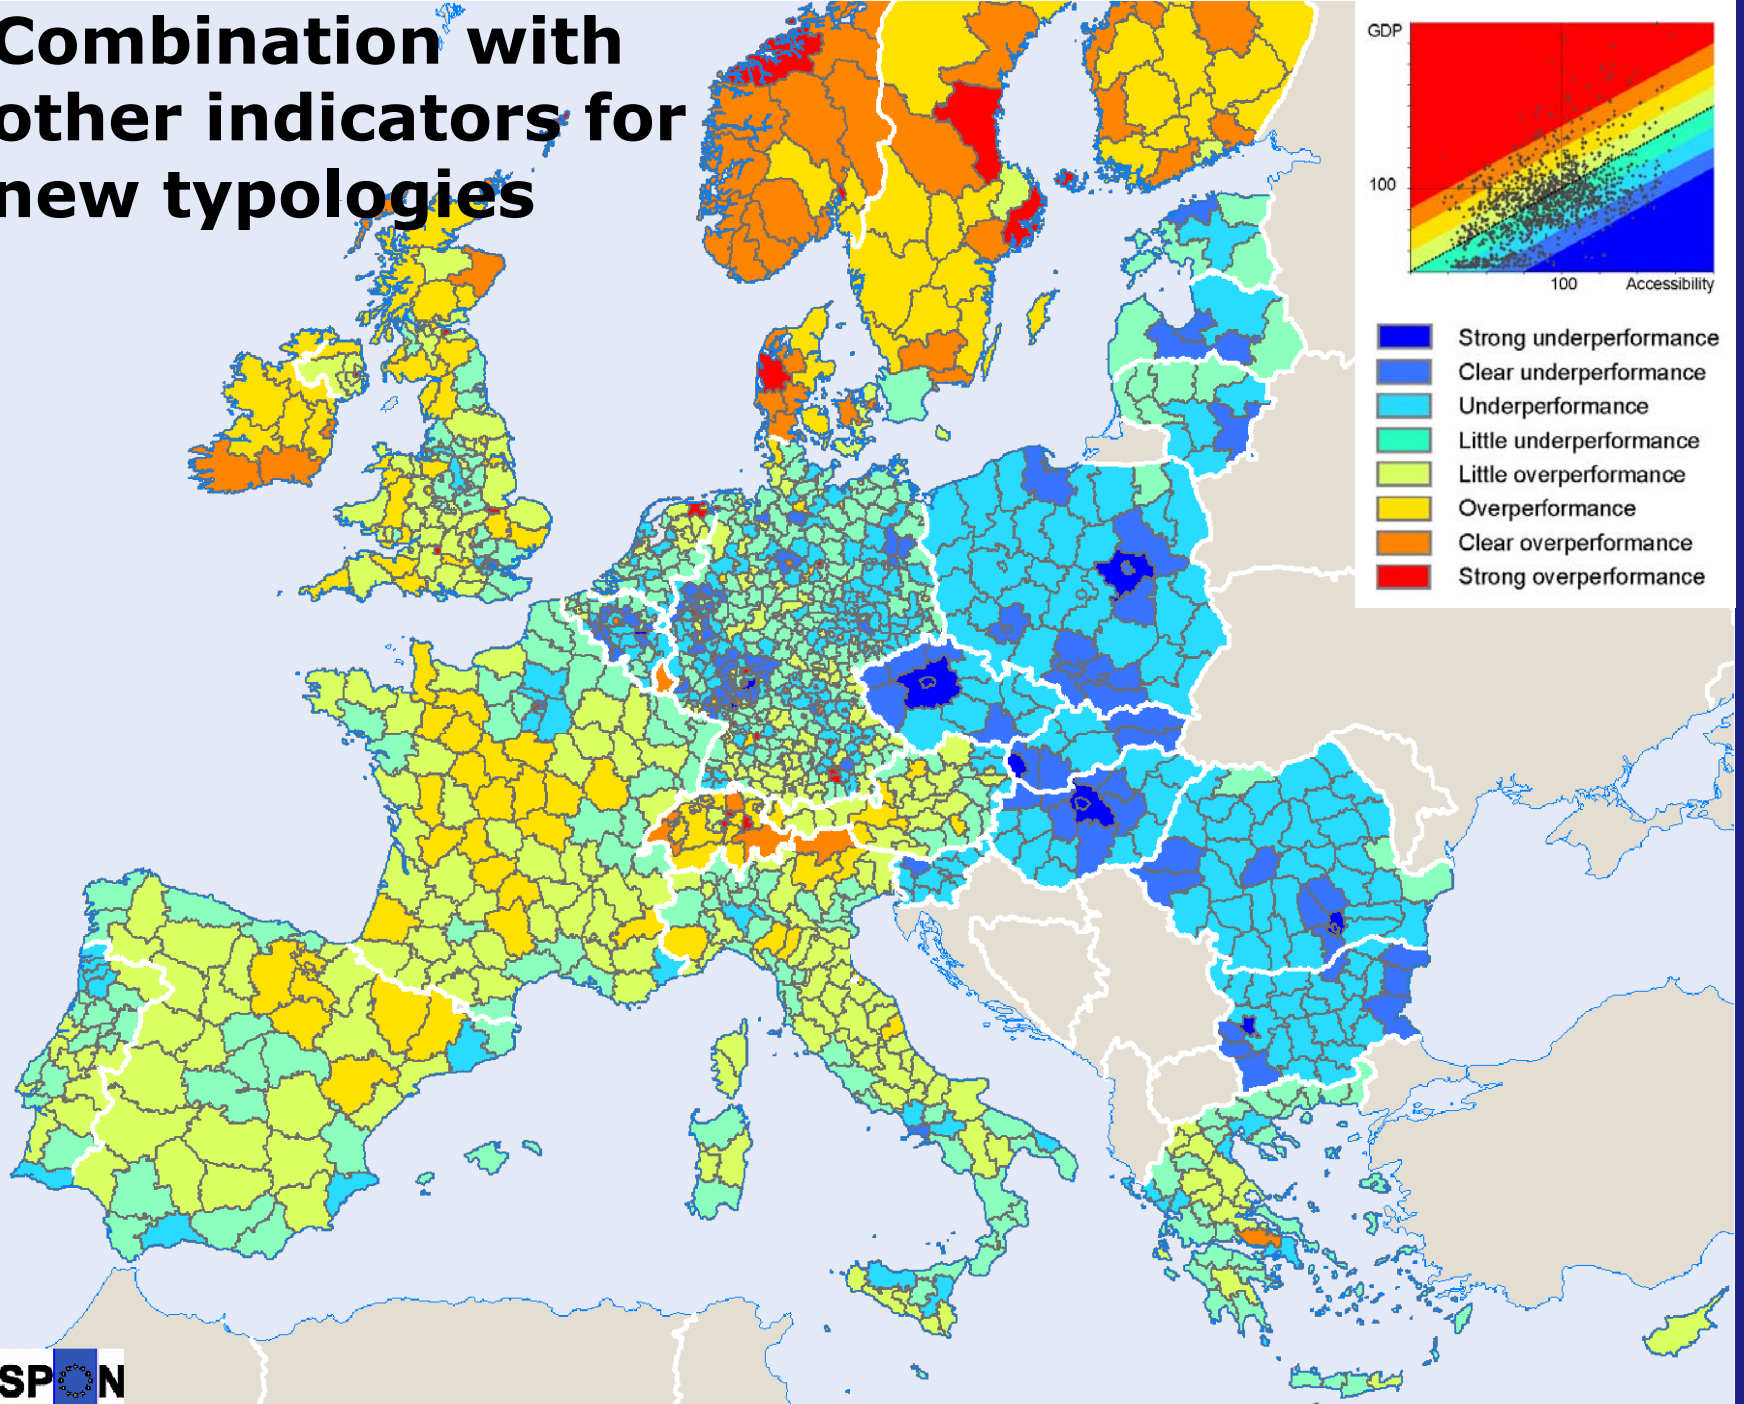 Combination with
other indicators for
new typologies
GDP
100
100
Accessibility
Strong underperformance
Clear underperformance
Underperformance
Little underperformance
Little overperformance
Overperformance
Clear overperformance
Strong overperformance
SP N